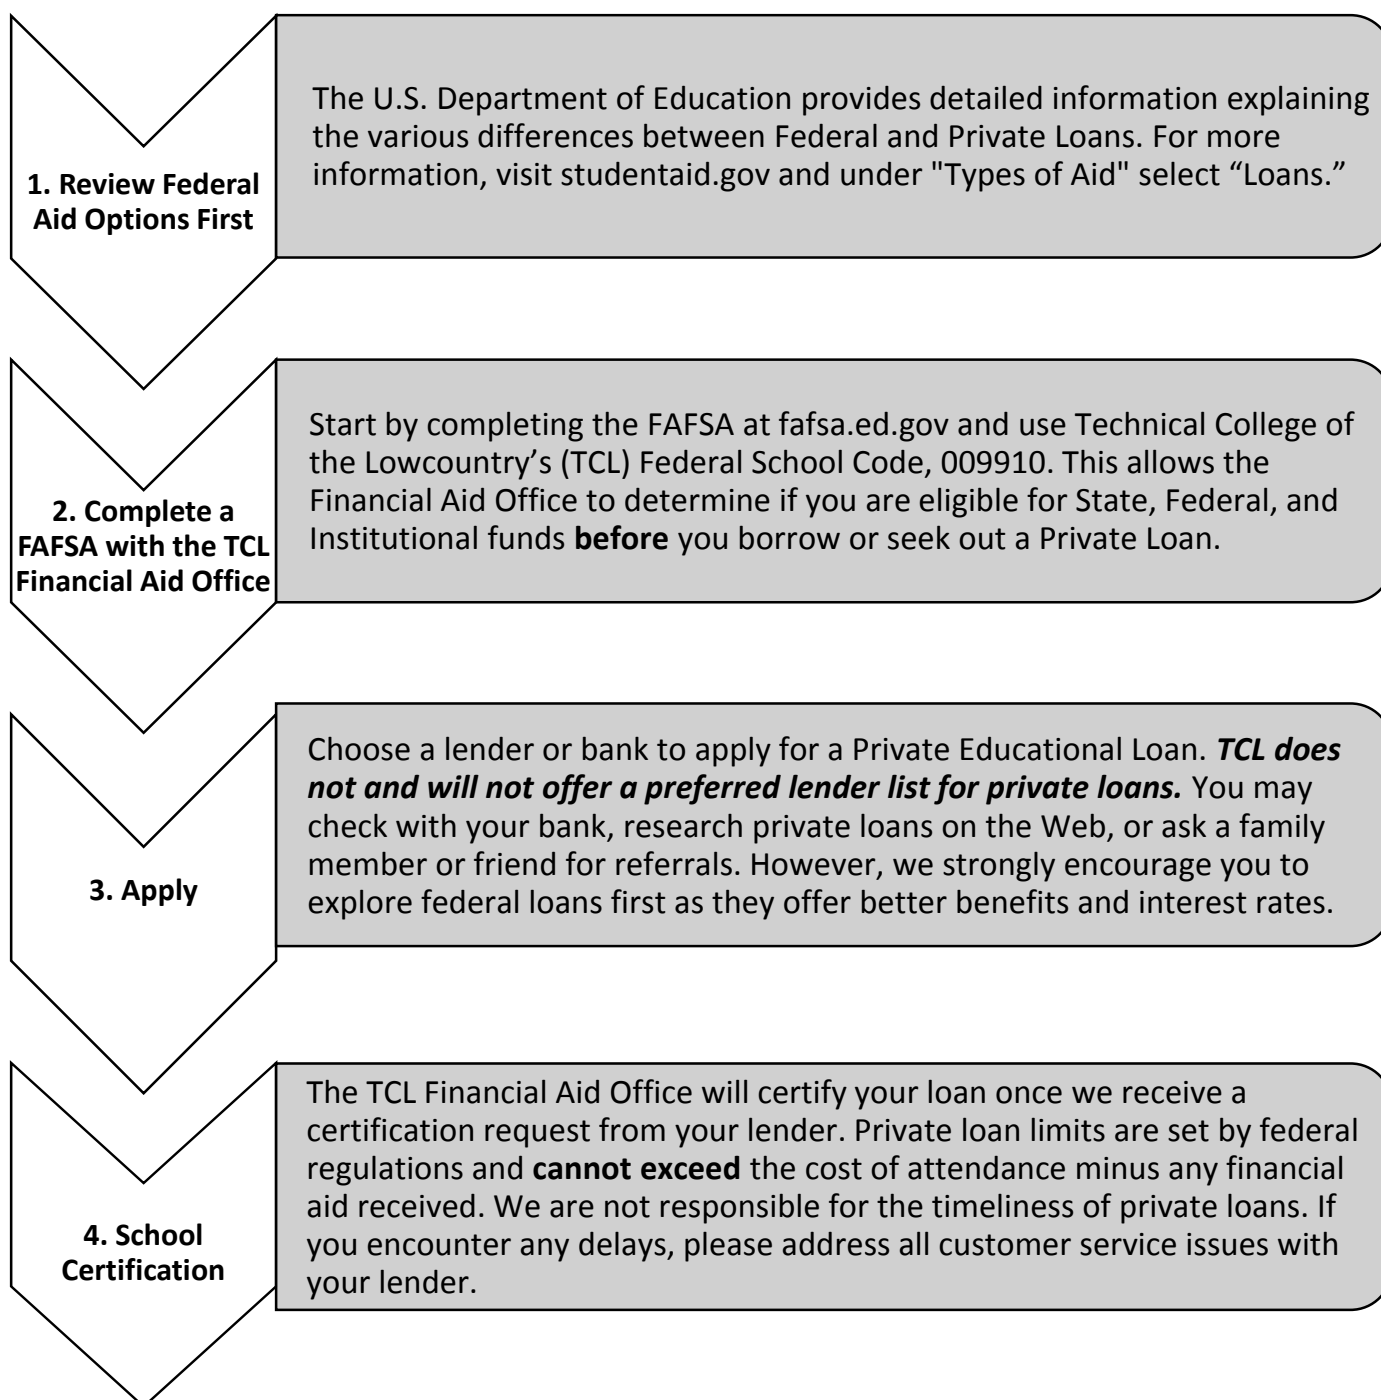 1. Review Federal
Aid Options First
The U.S. Department of Education provides detailed information explaining
the various differences between Federal and Private Loans. For more
information, visit studentaid.gov and under "Types of Aid" select “Loans.”
2. Complete a
FAFSA with the TCL
Financial Aid Office
Start by completing the FAFSA at fafsa.ed.gov and use Technical College of
the Lowcountry’s (TCL) Federal School Code, 009910. This allows the
Financial Aid Office to determine if you are eligible for State, Federal, and
Institutional funds before you borrow or seek out a Private Loan.
3. Apply
Choose a lender or bank to apply for a Private Educational Loan. TCL does
not and will not offer a preferred lender list for private loans. You may
check with your bank, research private loans on the Web, or ask a family
member or friend for referrals. However, we strongly encourage you to
explore federal loans first as they offer better benefits and interest rates.
4. School
Certification
The TCL Financial Aid Office will certify your loan once we receive a
certification request from your lender. Private loan limits are set by federal
regulations and cannot exceed the cost of attendance minus any financial
aid received. We are not responsible for the timeliness of private loans. If
you encounter any delays, please address all customer service issues with
your lender.